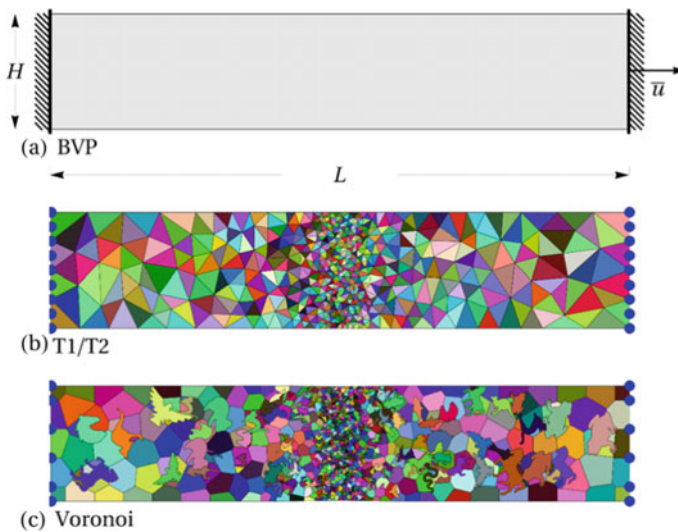 H
u̅
(a) BVP
L
(b) T1/T2
(c) Voronoi